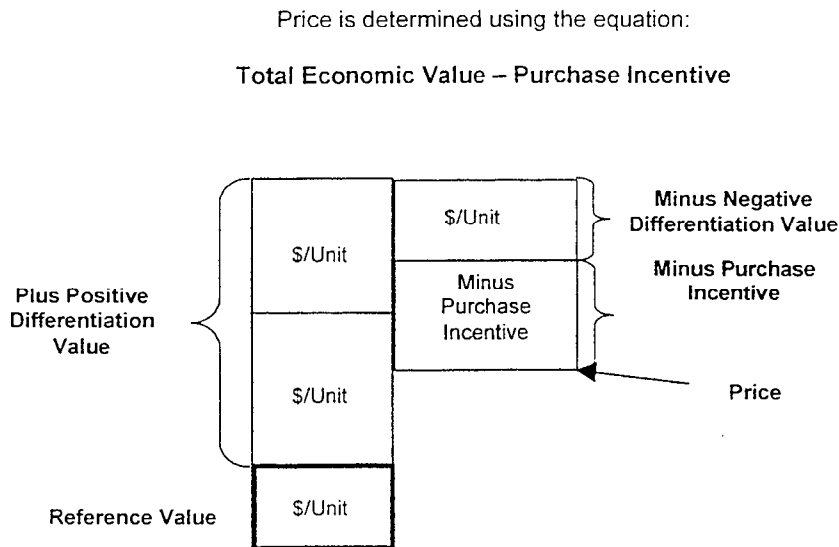 Price is determined using the equation:
Total Economic Value – Purchase Incentive
$/Unit
$/Unit
Minus Negative
Differentiation Value
Minus
Purchase
Incentive
Minus Purchase
Incentive
Plus Positive
Differentiation
Value
$/Unit
Price
Reference Value
$/Unit